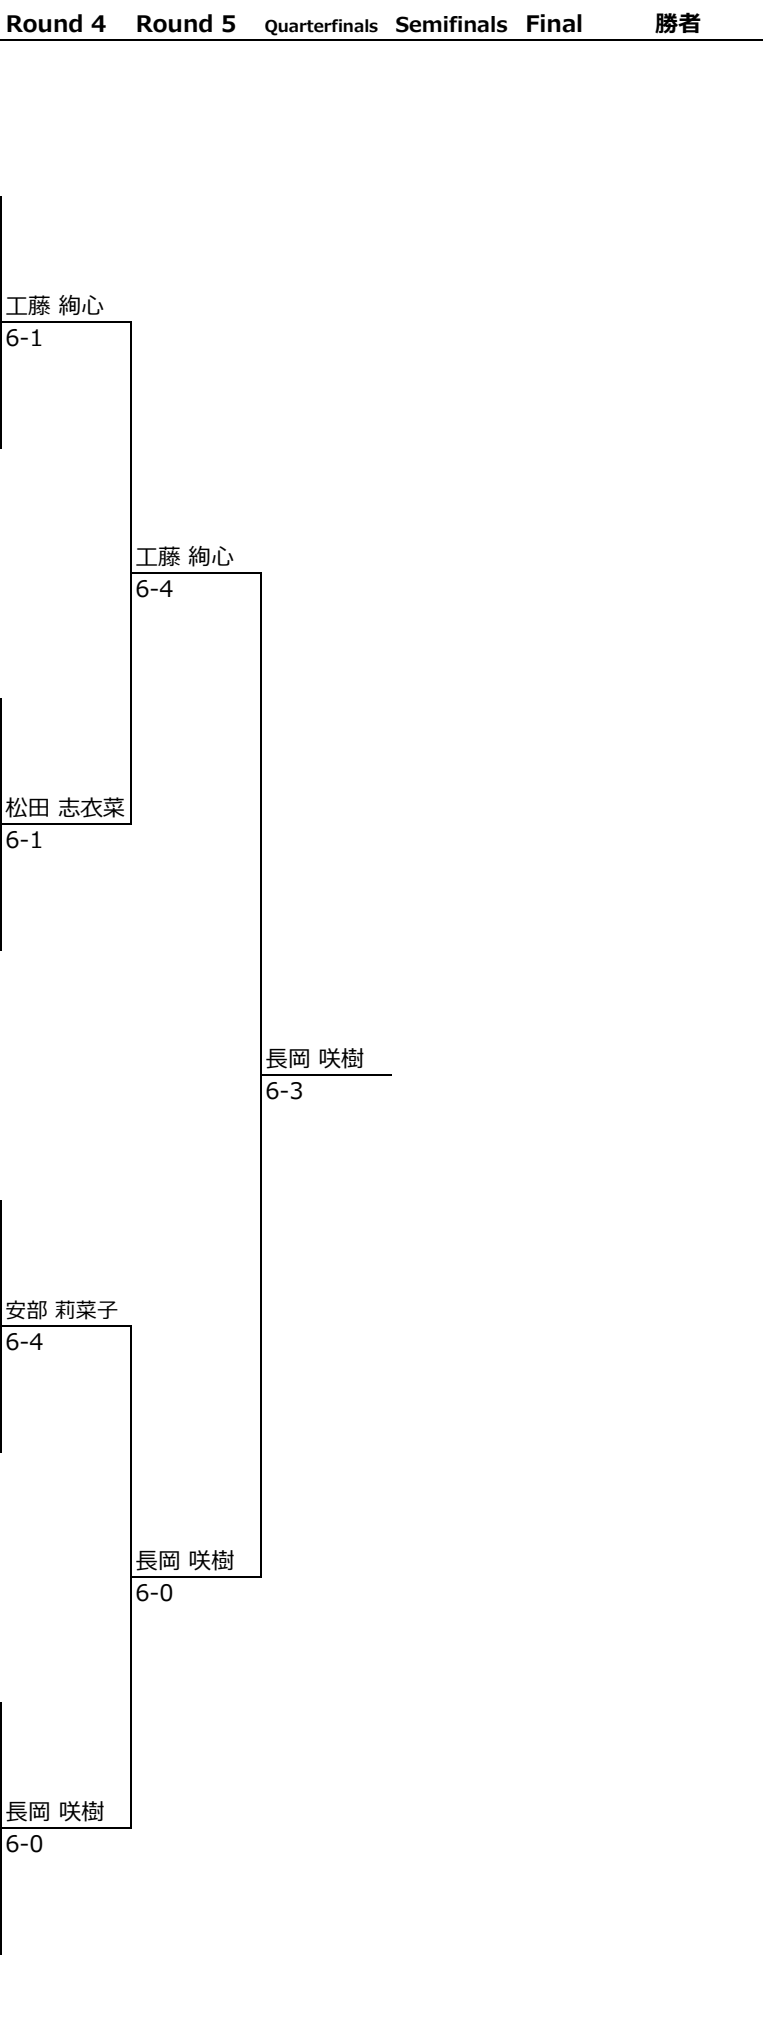 Round 4 Round 5 Quarterfinals Semifinals Final 勝者
工藤 絢心
6-1
工藤 絢心
6-4
松田 志衣菜
6-1
長岡 咲樹
6-3
安部 莉菜子
6-4
長岡 咲樹
6-0
長岡 咲樹
6-0